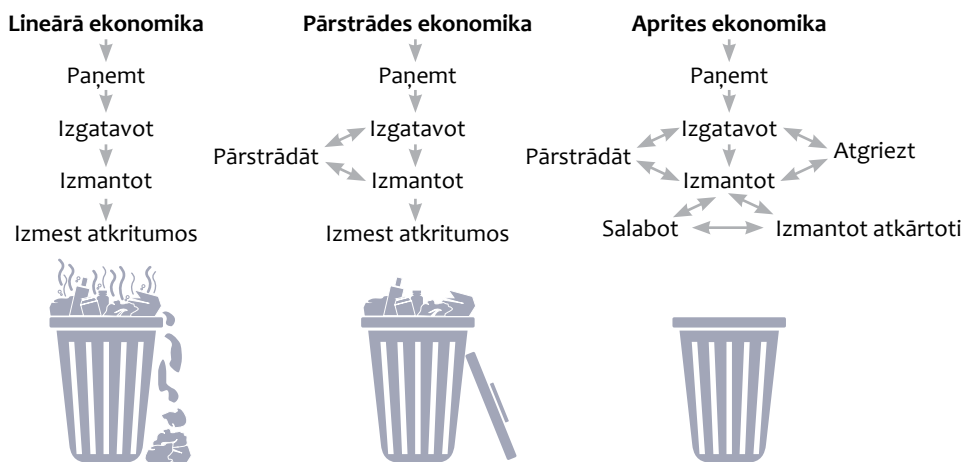 Lineārā ekonomika
Paņemt
Izgatavot
Izmantot
Izmest atkritumos
Pārstrādes ekonomika
Paņemt
Izgatavot
Pārstrādāt
Izmantot
Izmest atkritumos
Aprites ekonomika
Paņemt
Izgatavot
Pārstrādāt
Atgriezt
Izmantot
Salabot
Izmantot atkārtoti